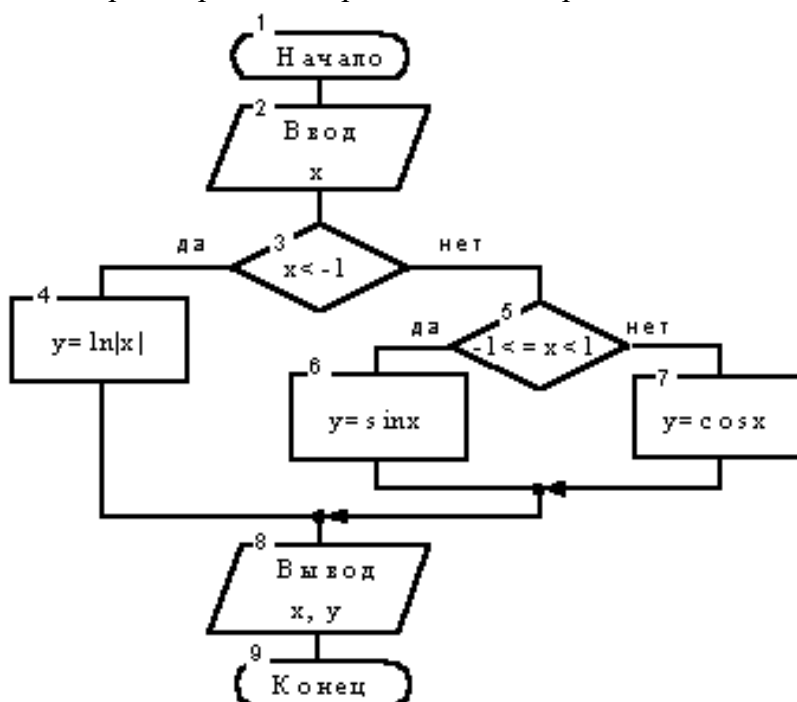 1
Начало
2
Ввод
x
да
3
x < -1
нет
4
y= ln|x|
да
5
-1 < = x < 1
нет
6
y= sinx
7
y= cosx
8
Вывод
x, y
9
Конец